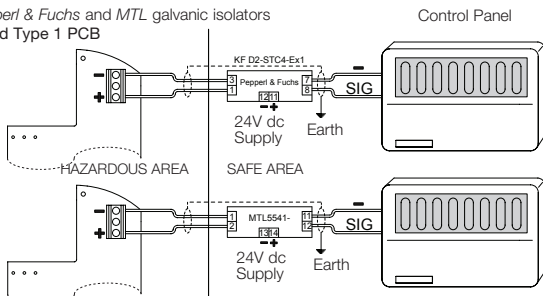 perl & Fuchs and MTL galvanic isolators
d Type 1 PCB
Control Panel
KF D2-STC4-Ex1
Pepperl & Fuchs
3
1
7
8
12 11
- +
- +
- SIG
24V dc
Supply
Earth
HAZARDOUS AREA
SAFE AREA
MTL5541-
1
2
11
12
13 14
- +
- +
- SIG
24V dc
Supply
Earth